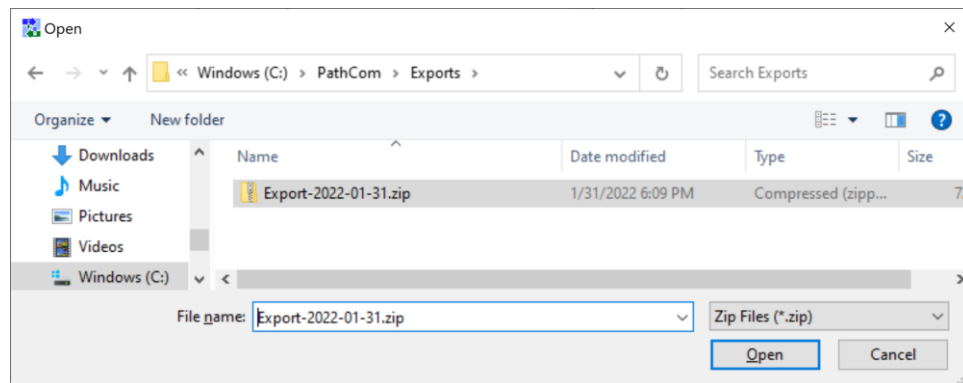 Open
Windows (C:) PathCom Exports
Search Exports
Organize New folder
Name Date modified Type Size
Downloads
Music
Export-2022-01-31.zip 1/31/2022 6:09 PM Compressed (zipp... 7
Pictures
Videos
Windows (C:)
File name: Export-2022-01-31.zip Zip Files (*.zip)
Open Cancel